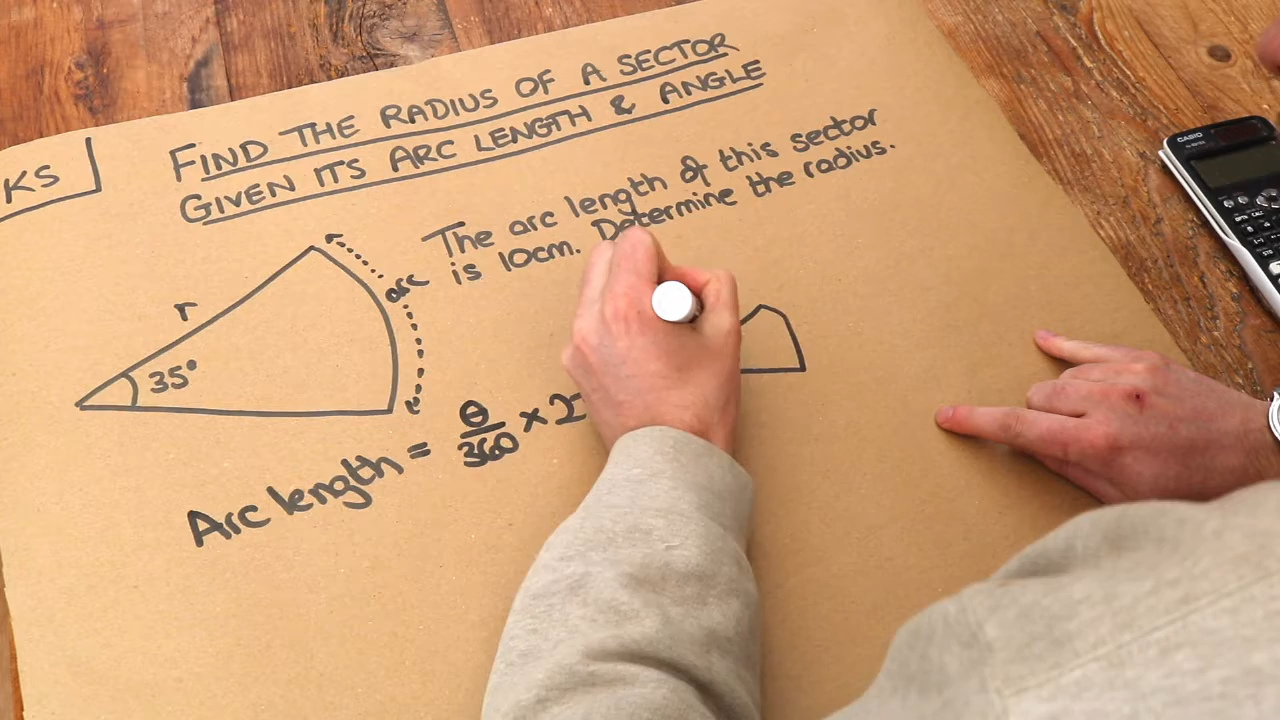 KS
FIND THE RADIUS OF A SECTOR
GIVEN ITS ARC LENGTH & ANGLE
The arc length of this sector
is 10cm. Determine the radius.
r
35°
arc
Arc length = θ/360 × 2
CASIO